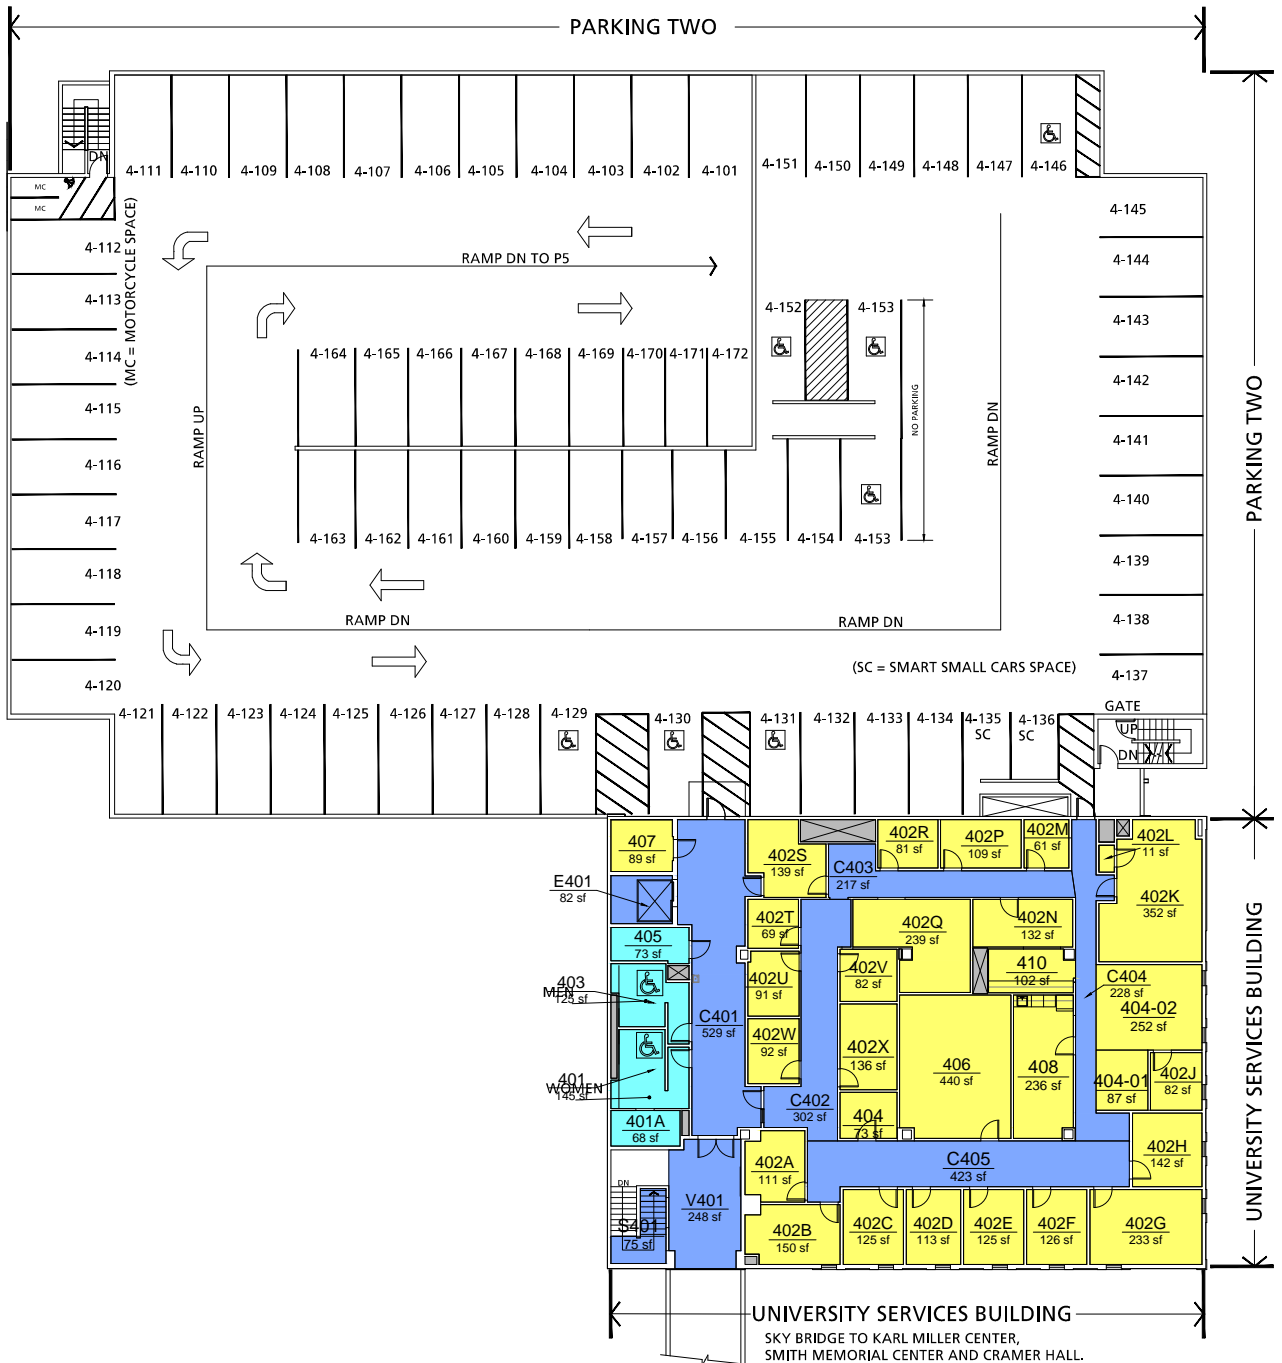 PARKING TWO
PARKING TWO
DN
4-111
4-110
4-109
4-108
4-107
4-106
4-105
4-104
4-103
4-102
4-101
4-151
4-150
4-149
4-148
4-147
4-146
MC
MC
(MC = MOTORCYCLE SPACE)
4-112
4-113
4-114
4-115
4-116
4-117
4-118
4-119
4-120
4-145
4-144
4-143
4-142
4-141
4-140
4-139
4-138
4-137
RAMP DN TO P5
RAMP UP
4-152
4-153
NO PARKING
RAMP DN
4-164
4-165
4-166
4-167
4-168
4-169
4-170
4-171
4-172
4-163
4-162
4-161
4-160
4-159
4-158
4-157
4-156
4-155
4-154
4-153
RAMP DN
RAMP DN
(SC = SMART SMALL CARS SPACE)
GATE
UP
DN
4-121
4-122
4-123
4-124
4-125
4-126
4-127
4-128
4-129
4-130
4-131
4-132
4-133
4-134
4-135
SC
4-136
SC
407
89 sf
E401
82 sf
405
73 sf
403
MEN
125 sf
401
WOMEN
145 sf
401A
68 sf
DN
S401
75 sf
V401
248 sf
C401
529 sf
402S
139 sf
C403
217 sf
402R
81 sf
402P
109 sf
402M
61 sf
402L
11 sf
402K
352 sf
402T
69 sf
402Q
239 sf
402N
132 sf
402U
91 sf
402V
82 sf
410
102 sf
C404
228 sf
404-02
252 sf
402W
92 sf
402X
136 sf
406
440 sf
408
236 sf
404-01
87 sf
402J
82 sf
C402
302 sf
404
73 sf
402A
111 sf
C405
423 sf
402H
142 sf
402B
150 sf
402C
125 sf
402D
113 sf
402E
125 sf
402F
126 sf
402G
233 sf
UNIVERSITY SERVICES BUILDING
UNIVERSITY SERVICES BUILDING
SKY BRIDGE TO KARL MILLER CENTER,
SMITH MEMORIAL CENTER AND CRAMER HALL.